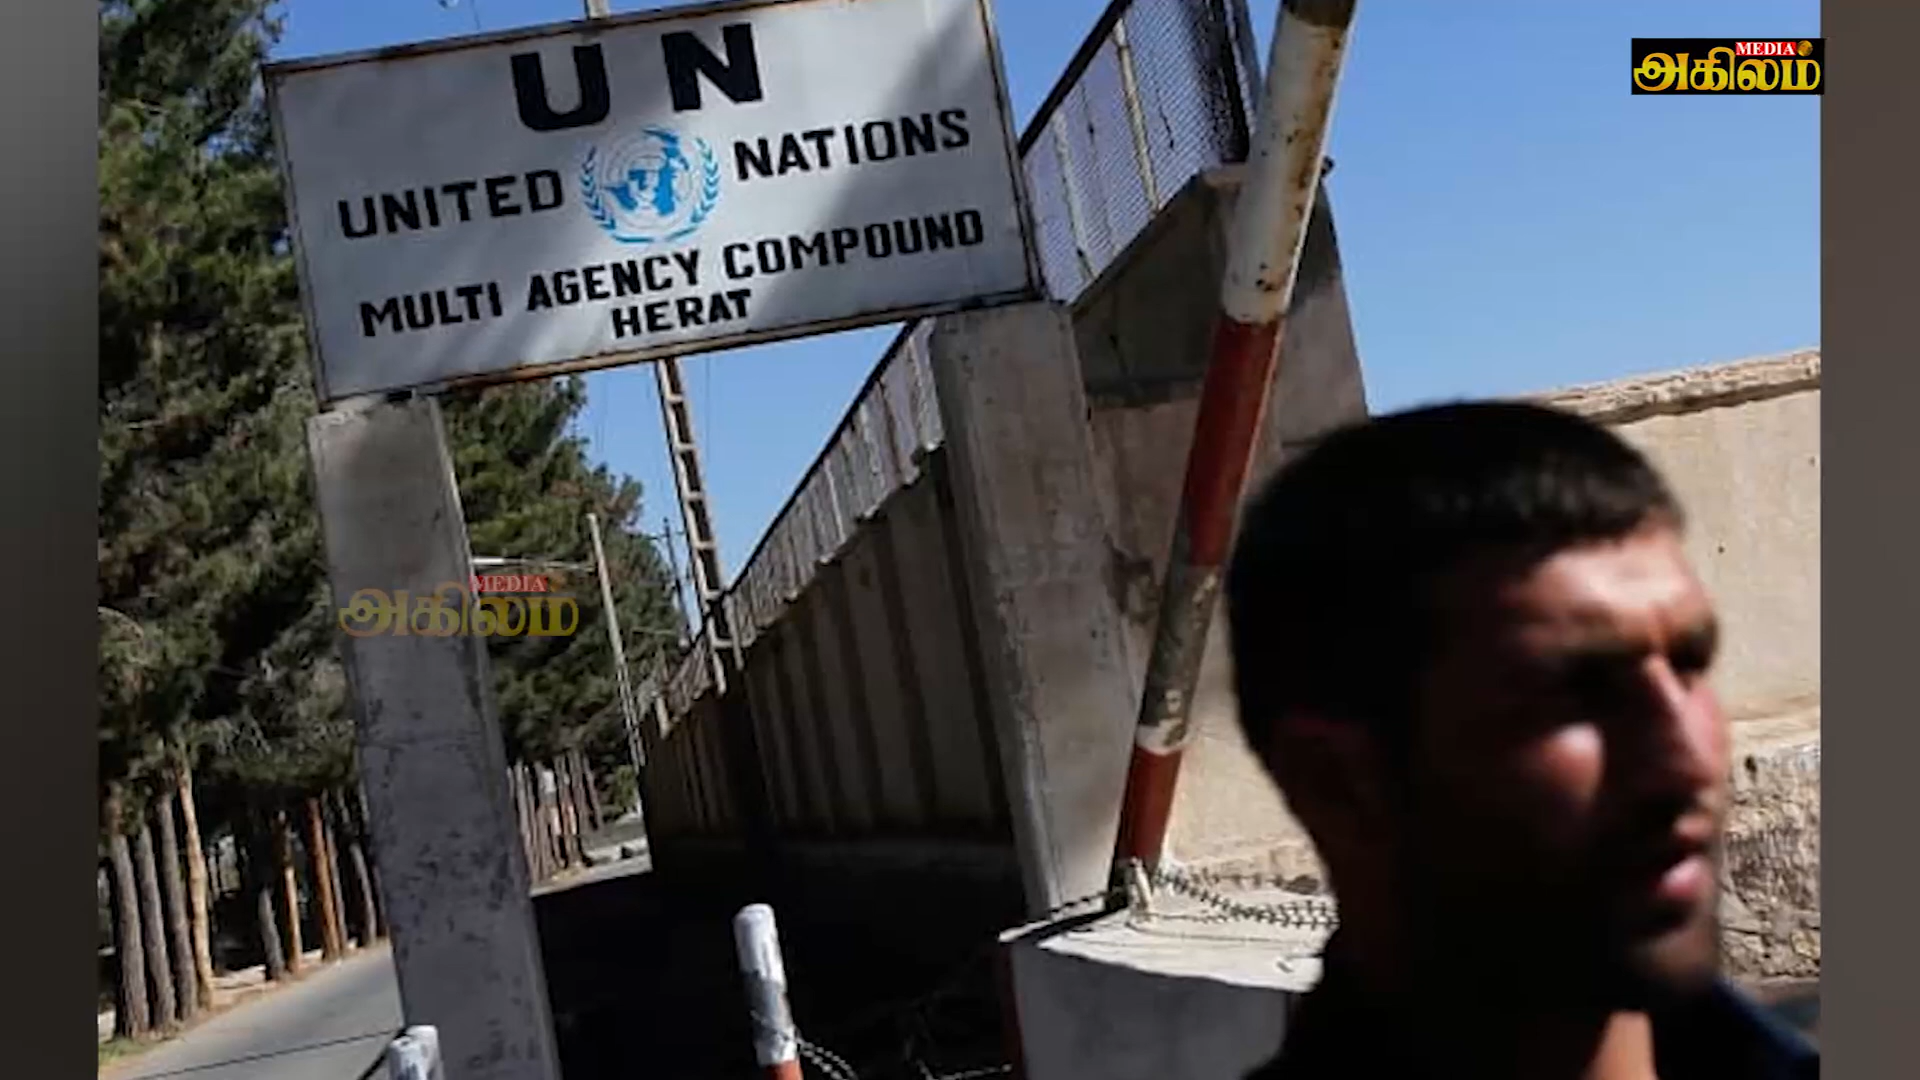 UN
UNITED NATIONS
MULTI AGENCY COMPOUND
HERAT
MEDIA
அகிலம்
MEDIA
அகிலம்